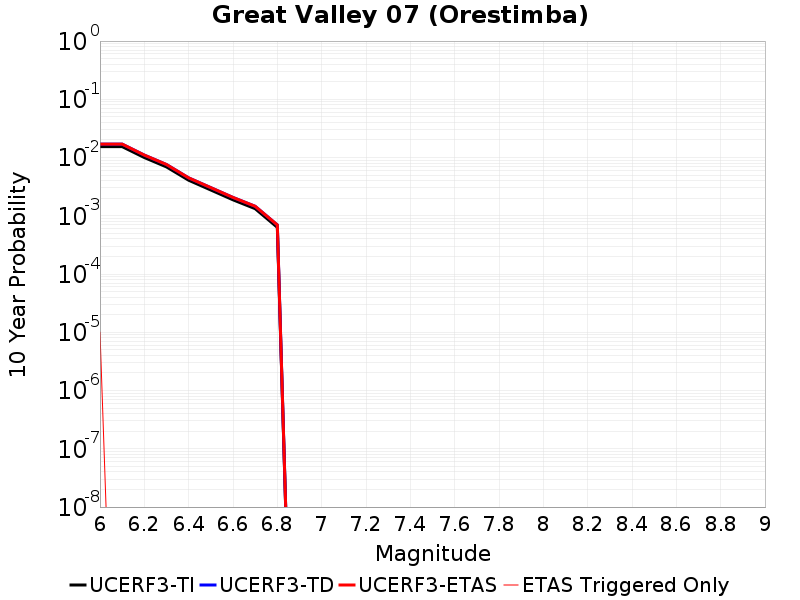 Great Valley 07 (Orestimba)
10^0
10^-1
10^-2
10^-3
10^-4
10^-5
10^-6
10^-7
10^-8
10 Year Probability
6 6.2 6.4 6.6 6.8 7 7.2 7.4 7.6 7.8 8 8.2 8.4 8.6 8.8 9
Magnitude
UCERF3-TI UCERF3-TD UCERF3-ETAS ETAS Triggered Only